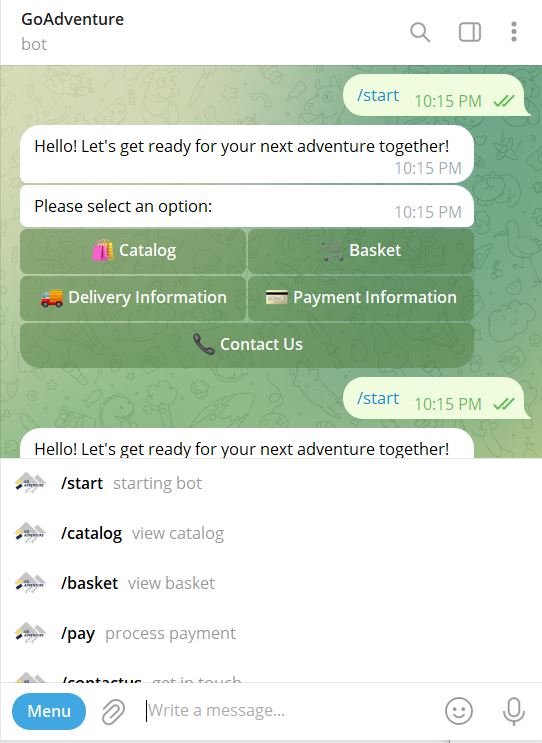 GoAdventure
bot
/start 10:15 PM
Hello! Let's get ready for your next adventure together!
10:15 PM
Please select an option: 10:15 PM
Catalog
Basket
Delivery Information
Payment Information
Contact Us
/start 10:15 PM
Hello! Let's get ready for your next adventure together!
/start starting bot
/catalog view catalog
/basket view basket
/pay process payment
/contactus get in touch
Menu
Write a message...